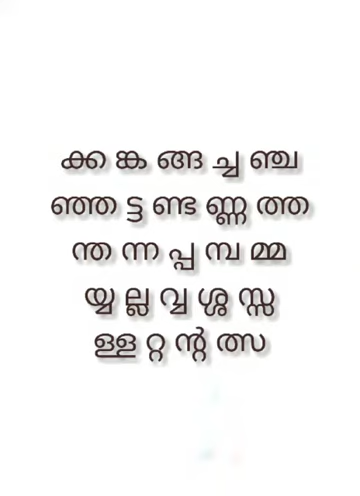 ക്ക ങ്ക ങ്ങ ച്ച ഞ്ച
ഞ്ഞ ട്ട ണ്ട ണ്ണ ത്ത
ന്ത ന്ന പ്പ മ്പ മ്മ
യ്യ ല്ല വ്വ ശ്ശ സ്സ
ള്ള റ്റ ന്റ ത്സ